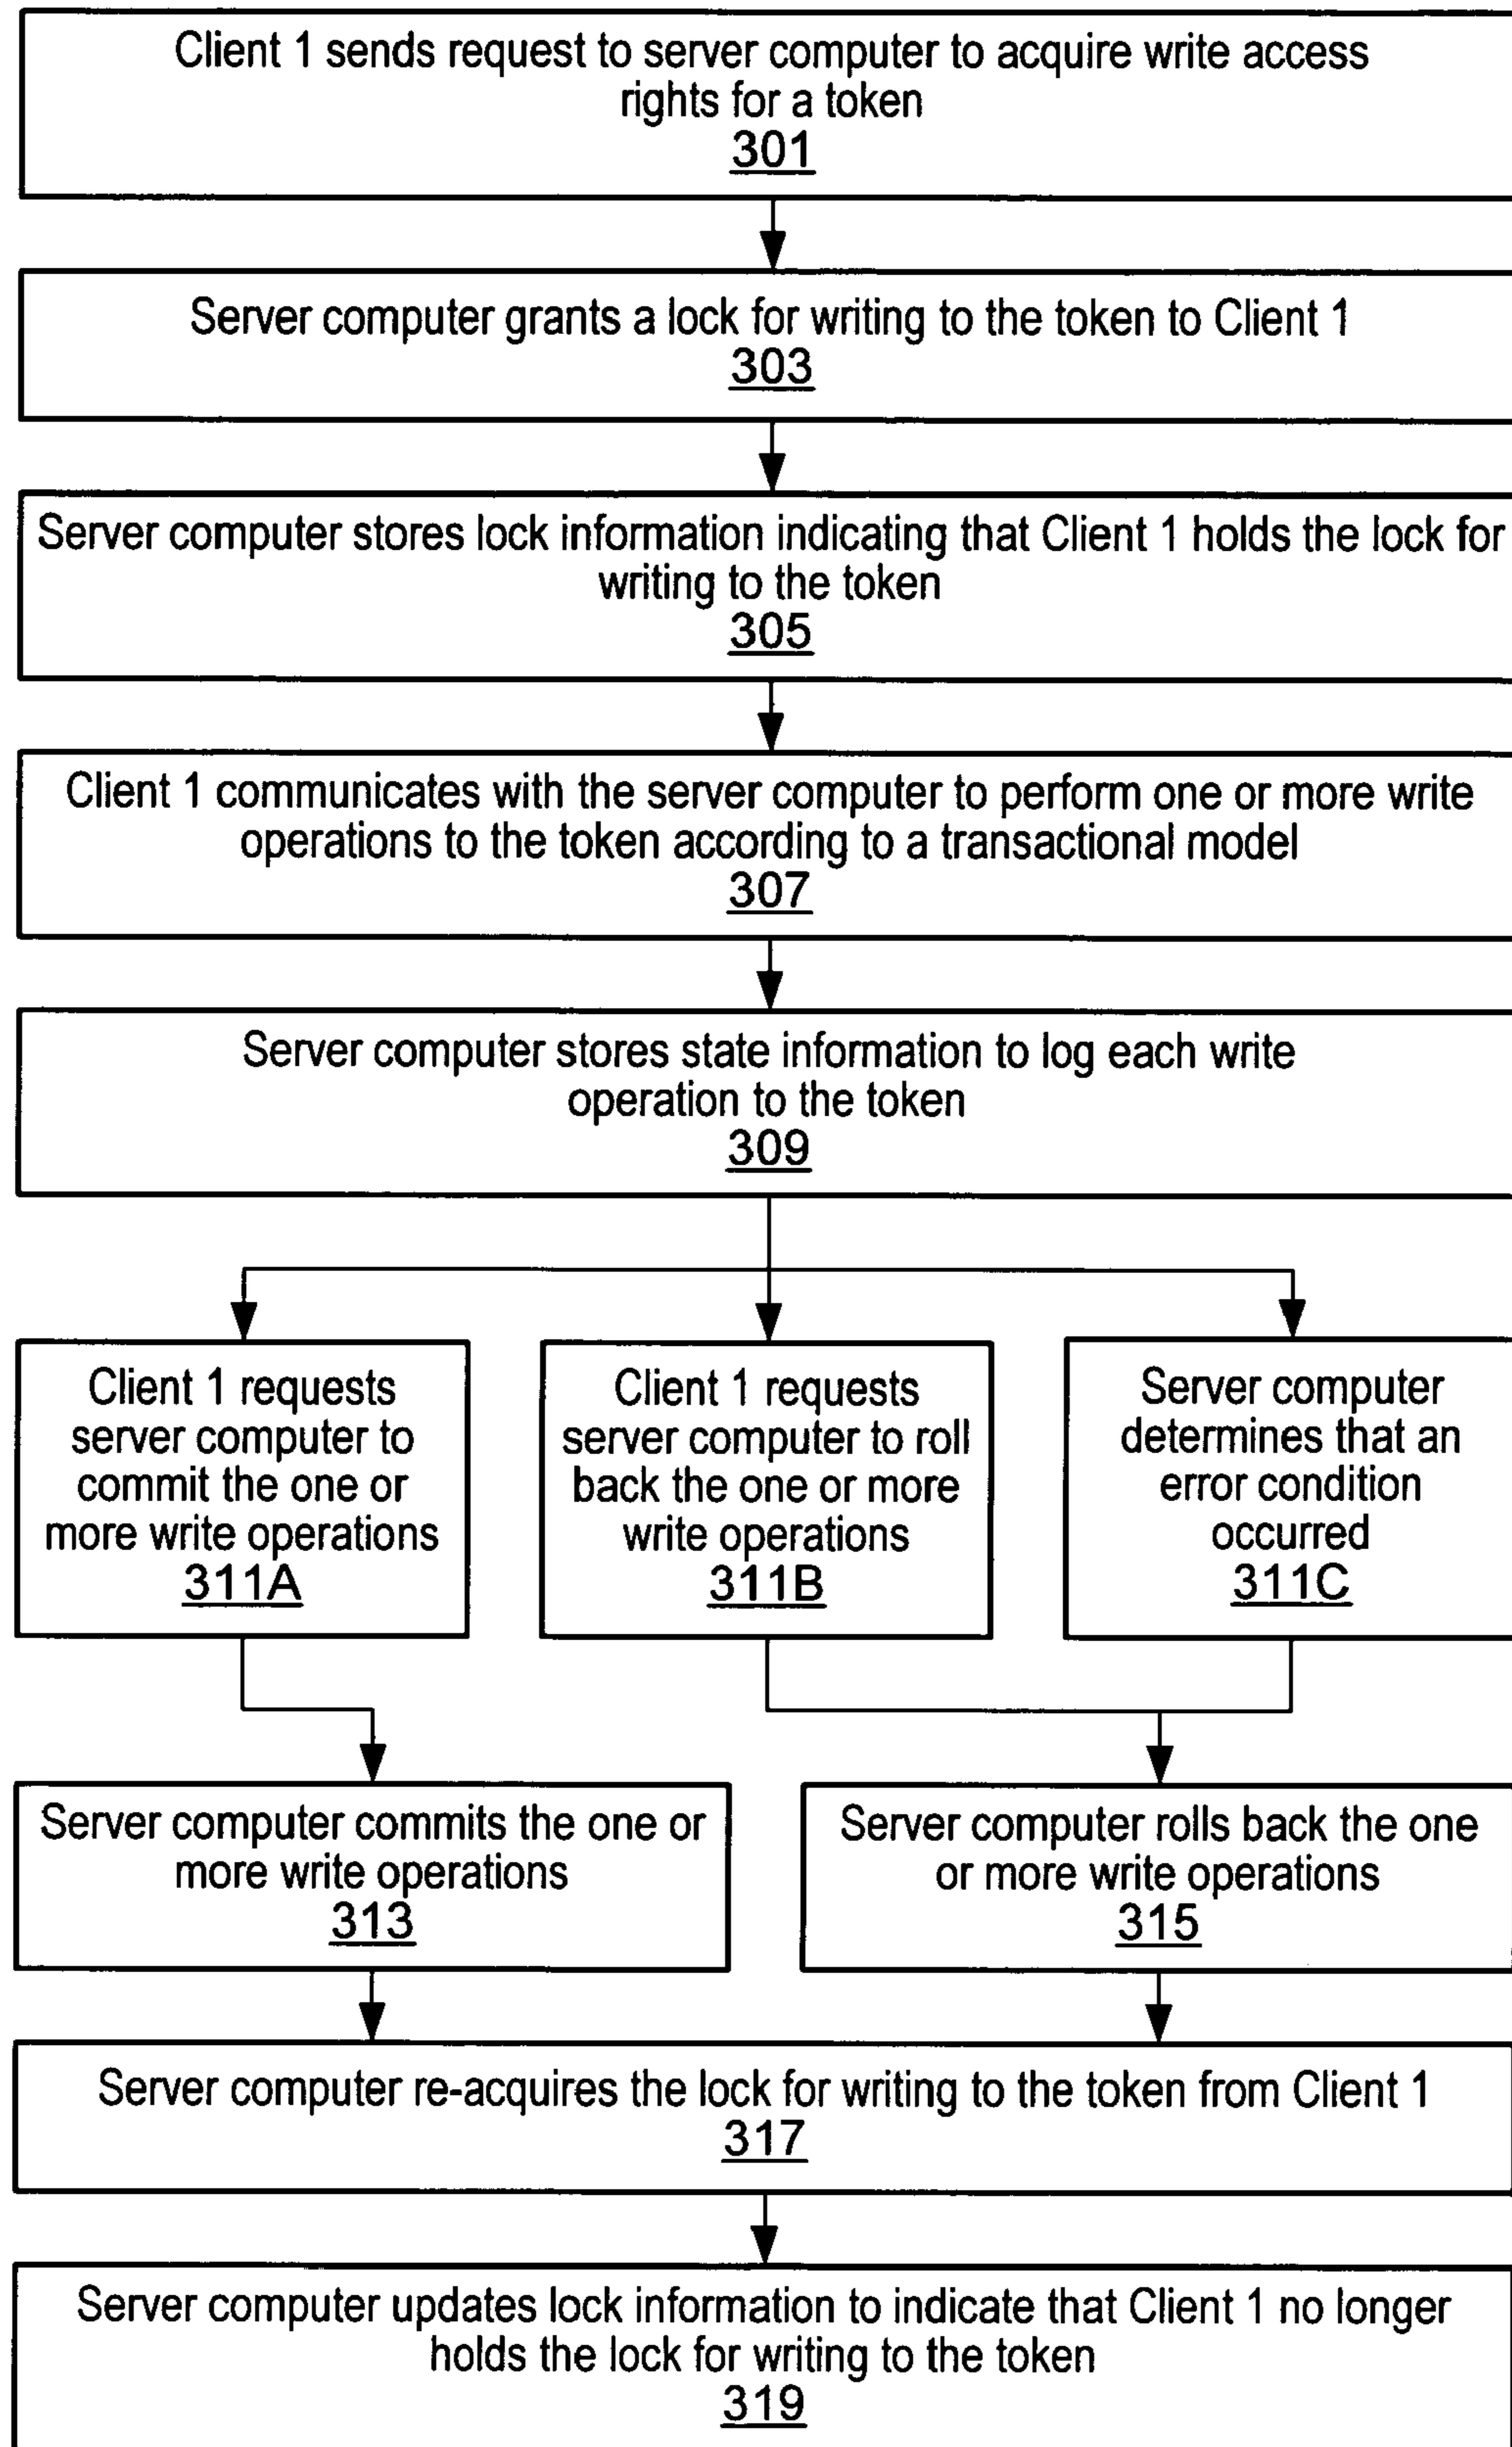 Client 1 sends request to server computer to acquire write access
rights for a token
301
Server computer grants a lock for writing to the token to Client 1
303
Server computer stores lock information indicating that Client 1 holds the lock for
writing to the token
305
Client 1 communicates with the server computer to perform one or more write
operations to the token according to a transactional model
307
Server computer stores state information to log each write
operation to the token
309
Client 1 requests
server computer to
commit the one or
more write operations
311A
Client 1 requests
server computer to roll
back the one or more
write operations
311B
Server computer
determines that an
error condition
occurred
311C
Server computer commits the one or
more write operations
313
Server computer rolls back the one
or more write operations
315
Server computer re-acquires the lock for writing to the token from Client 1
317
Server computer updates lock information to indicate that Client 1 no longer
holds the lock for writing to the token
319